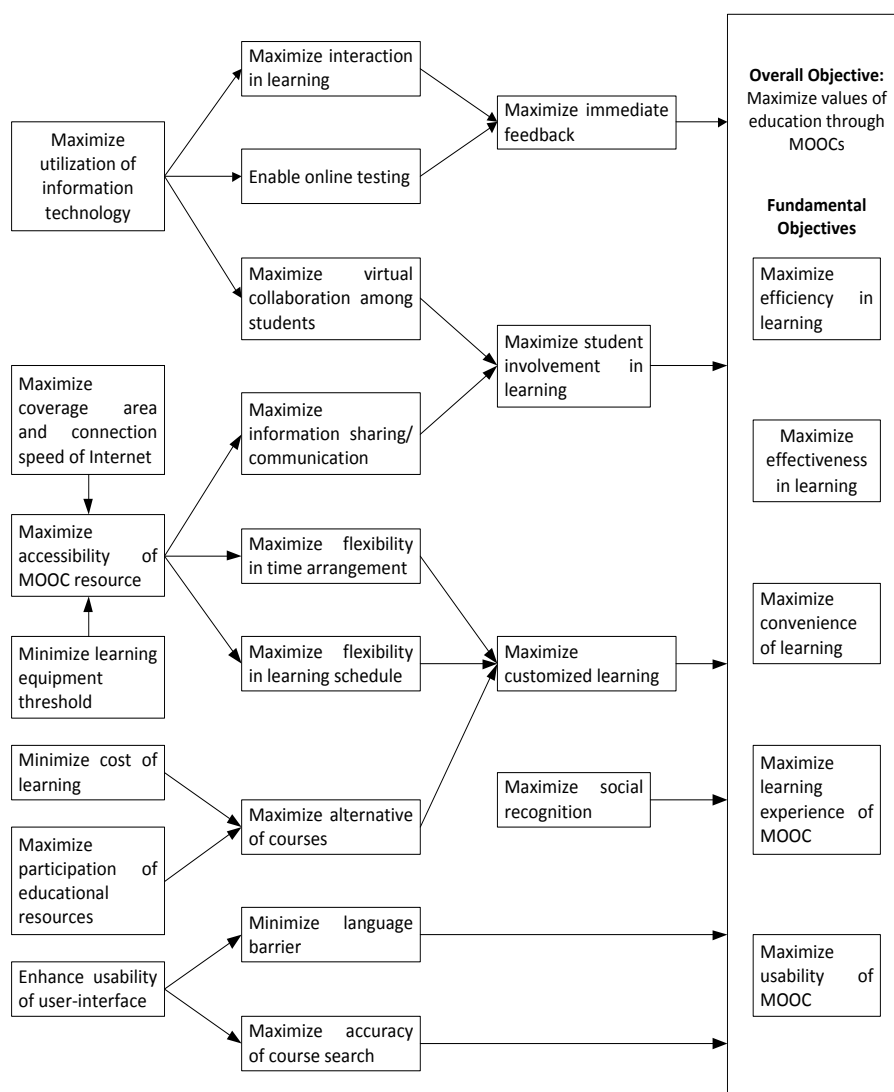 Maximize interaction
in learning
Maximize immediate
feedback
Overall Objective:
Maximize values of
education through
MOOCs
Maximize
utilization of
information
technology
Enable online testing
Fundamental
Objectives
Maximize virtual
collaboration among
students
Maximize
efficiency in
learning
Maximize student
involvement in
learning
Maximize
coverage area
and connection
speed of Internet
Maximize
information sharing/
communication
Maximize
effectiveness
in learning
Maximize
accessibility of
MOOC resource
Maximize flexibility
in time arrangement
Maximize
convenience of
learning
Minimize learning
equipment
threshold
Maximize flexibility
in learning schedule
Maximize
customized learning
Minimize cost of
learning
Maximize social
recognition
Maximize
learning
experience of
MOOC
Maximize alternative
of courses
Maximize
participation of
educational
resources
Minimize language
barrier
Maximize
usability of
MOOC
Enhance usability
of user-interface
Maximize accuracy
of course search